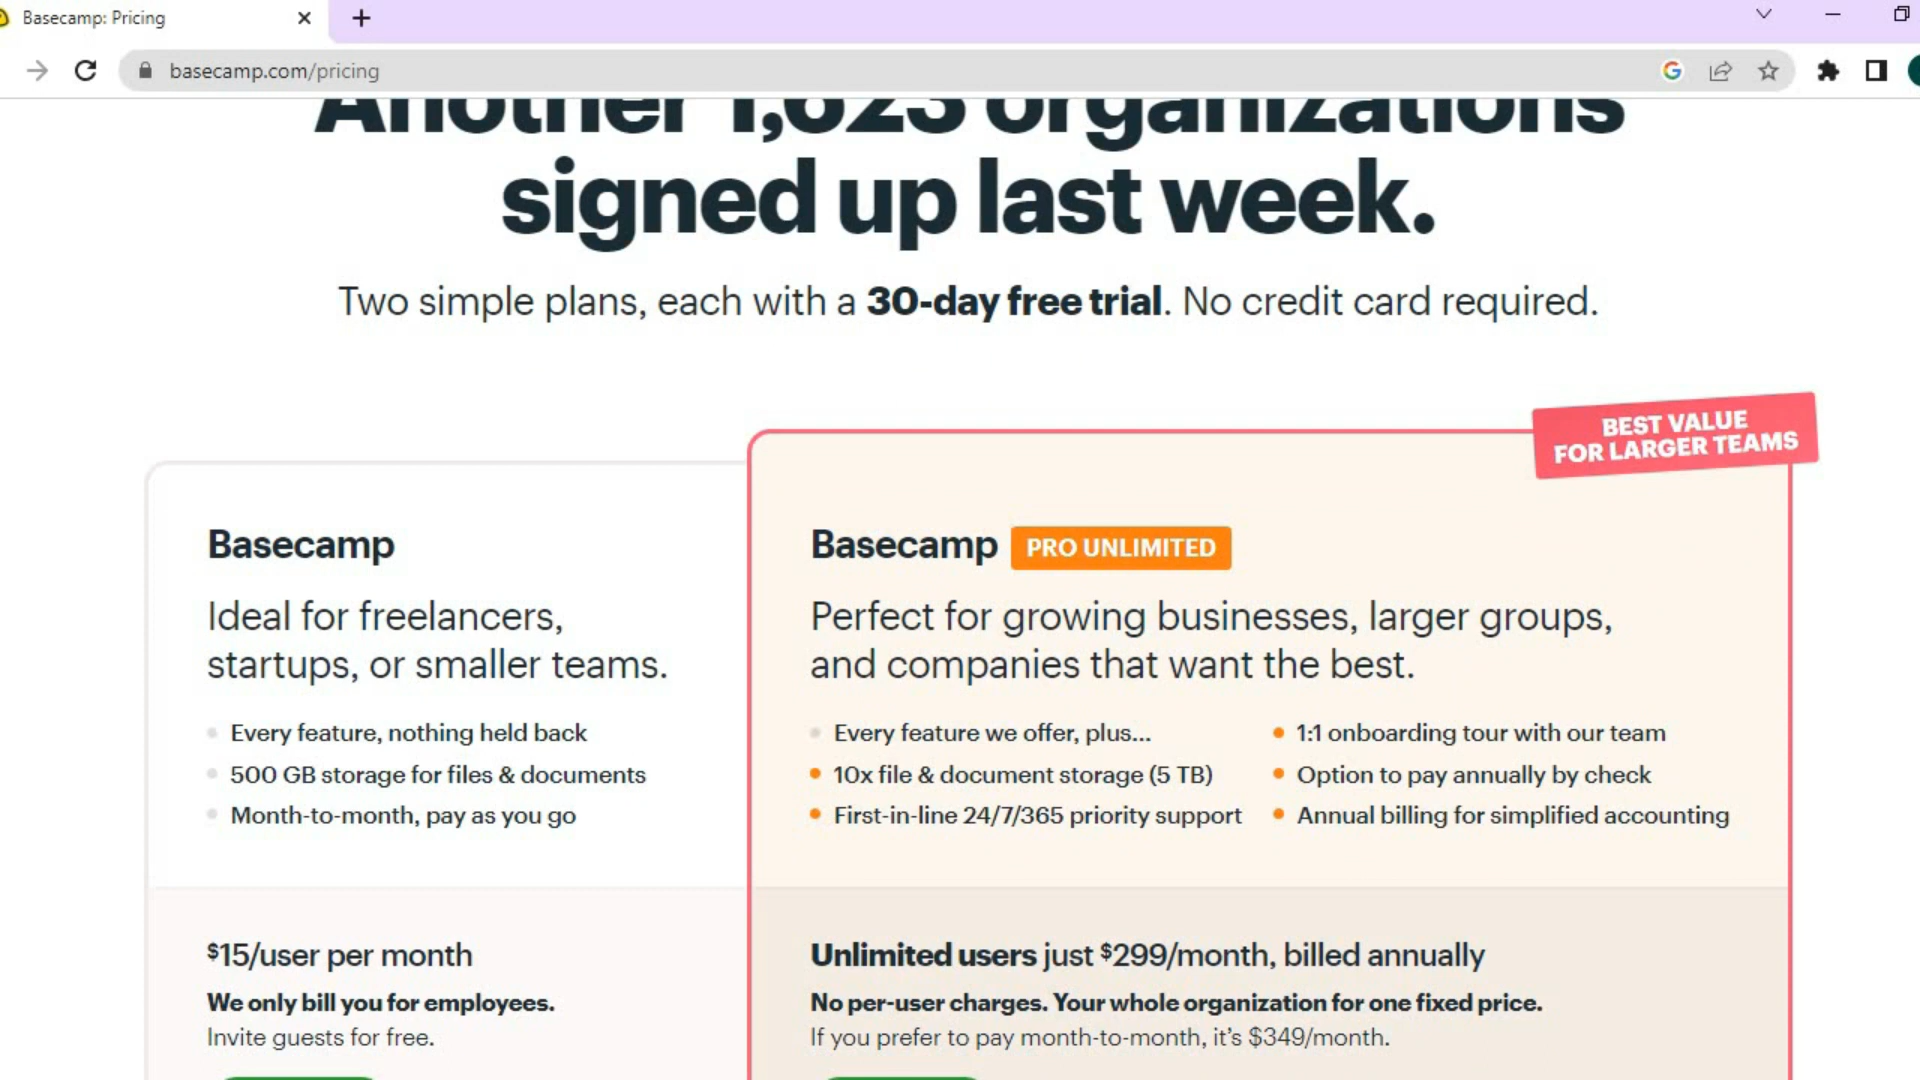 Basecamp: Pricing
basecamp.com/pricing
Another 1,623 organizations
signed up last week.
Two simple plans, each with a 30-day free trial. No credit card required.
BEST VALUE
FOR LARGER TEAMS
Basecamp
Ideal for freelancers,
startups, or smaller teams.
Every feature, nothing held back
500 GB storage for files & documents
Month-to-month, pay as you go
$15/user per month
We only bill you for employees.
Invite guests for free.
Basecamp PRO UNLIMITED
Perfect for growing businesses, larger groups,
and companies that want the best.
Every feature we offer, plus...
10x file & document storage (5 TB)
First-in-line 24/7/365 priority support
1:1 onboarding tour with our team
Option to pay annually by check
Annual billing for simplified accounting
Unlimited users just $299/month, billed annually
No per-user charges. Your whole organization for one fixed price.
If you prefer to pay month-to-month, it's $349/month.